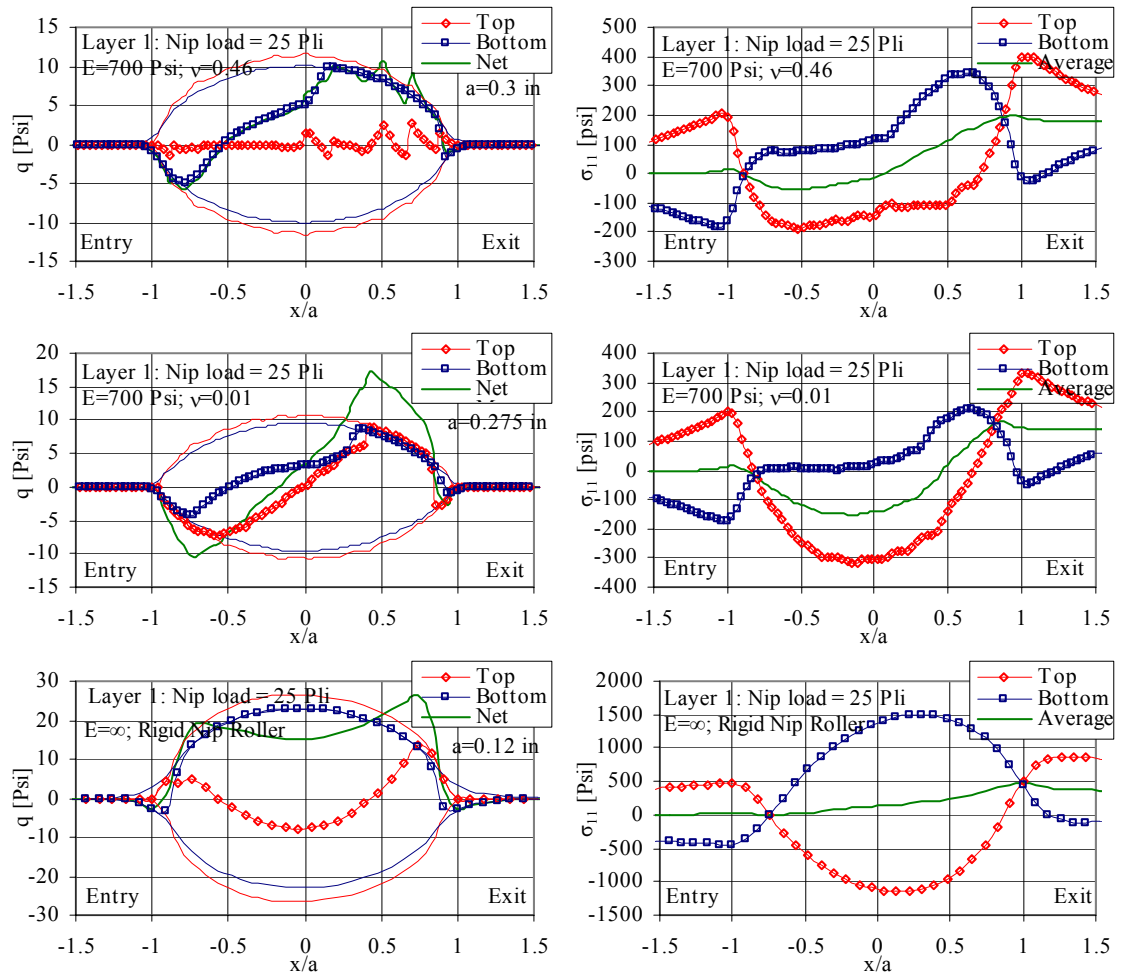 Layer 1: Nip load = 25 Pli
E=700 Psi; ν=0.46
Top
Bottom
Net
a=0.3 in
q [Psi]
15
10
5
0
-5
-10
-15
Entry
Exit
-1.5 -1 -0.5 0 0.5 1 1.5
x/a
Layer 1: Nip load = 25 Pli
E=700 Psi; ν=0.46
Top
Bottom
Average
σ11 [psi]
500
400
300
200
100
0
-100
-200
-300
Entry
Exit
-1.5 -1 -0.5 0 0.5 1 1.5
x/a
Layer 1: Nip load = 25 Pli
E=700 Psi; ν=0.01
Top
Bottom
Net
a=0.275 in
q [Psi]
20
15
10
5
0
-5
-10
-15
Entry
Exit
-1.5 -1 -0.5 0 0.5 1 1.5
x/a
Layer 1: Nip load = 25 Pli
E=700 Psi; ν=0.01
Top
Bottom
Average
σ11 [psi]
400
300
200
100
0
-100
-200
-300
-400
Entry
Exit
-1.5 -1 -0.5 0 0.5 1 1.5
x/a
Layer 1: Nip load = 25 Pli
E=∞; Rigid Nip Roller
Top
Bottom
Net
a=0.12 in
q [Psi]
30
20
10
0
-10
-20
-30
Entry
Exit
-1.5 -1 -0.5 0 0.5 1 1.5
x/a
Layer 1: Nip load = 25 Pli
E=∞; Rigid Nip Roller
Top
Bottom
Average
σ11 [Psi]
2000
1500
1000
500
0
-500
-1000
-1500
Entry
Exit
-1.5 -1 -0.5 0 0.5 1 1.5
x/a